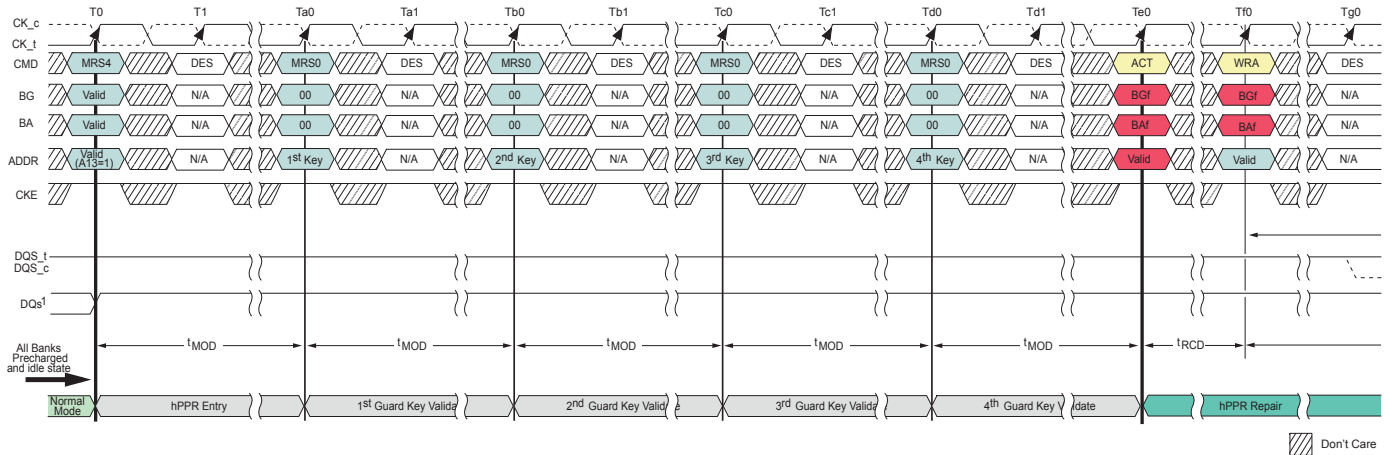 T0 T1 Ta0 Ta1 Tb0 Tb1 Tc0 Tc1 Td0 Td1 Te0 Tf0 Tg0
CK_c
CK_t
CMD MRS4 DES MRS0 DES MRS0 DES MRS0 DES MRS0 DES ACT WRA DES
BG Valid N/A 00 N/A 00 N/A 00 N/A 00 N/A BGf BGf N/A
BA Valid N/A 00 N/A 00 N/A 00 N/A 00 N/A BAf BAf N/A
ADDR Valid (A13=1) N/A 1st Key N/A 2nd Key N/A 3rd Key N/A 4th Key N/A Valid Valid N/A
CKE
DQS_t
DQS_c
DQs1
tMOD tMOD tMOD tMOD tMOD tRCD
All Banks
Precharged
and idle state
Normal Mode hPPR Entry 1st Guard Key Valida 2nd Guard Key Valid e 3rd Guard Key Valida 4th Guard Key V idate hPPR Repair
Don't Care